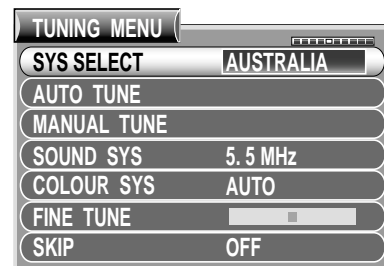 TUNING MENU
SYS SELECT AUSTRALIA
AUTO TUNE
MANUAL TUNE
SOUND SYS 5. 5 MHz
COLOUR SYS AUTO
FINE TUNE
SKIP OFF